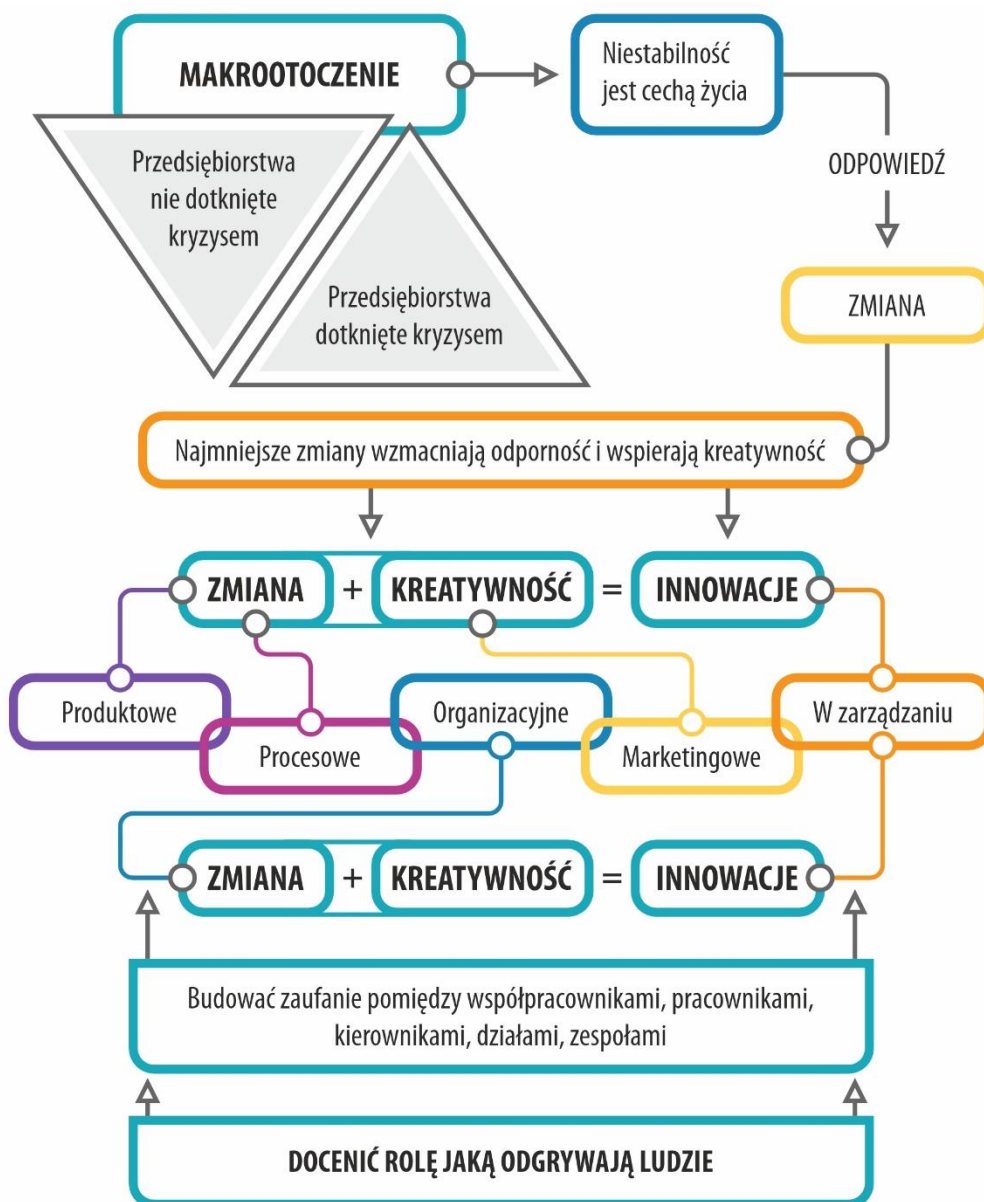 MAKROOTOCZENIE
Niestabilność
jest cechą życia
Przedsiębiorstwa
nie dotknięte
kryzysem
ODPOWIEDŹ
Przedsiębiorstwa
dotknięte kryzysem
ZMIANA
Najmniejsze zmiany wzmacniają odporność i wspierają kreatywność
ZMIANA + KREATYWNOŚĆ = INNOWACJE
Produktowe
Procesowe
Organizacyjne
Marketingowe
W zarządzaniu
ZMIANA + KREATYWNOŚĆ = INNOWACJE
Budować zaufanie pomiędzy współpracownikami, pracownikami,
kierownikami, działami, zespołami
DOCENIĆ ROLĘ JAKĄ ODGRYWAJĄ LUDZIE